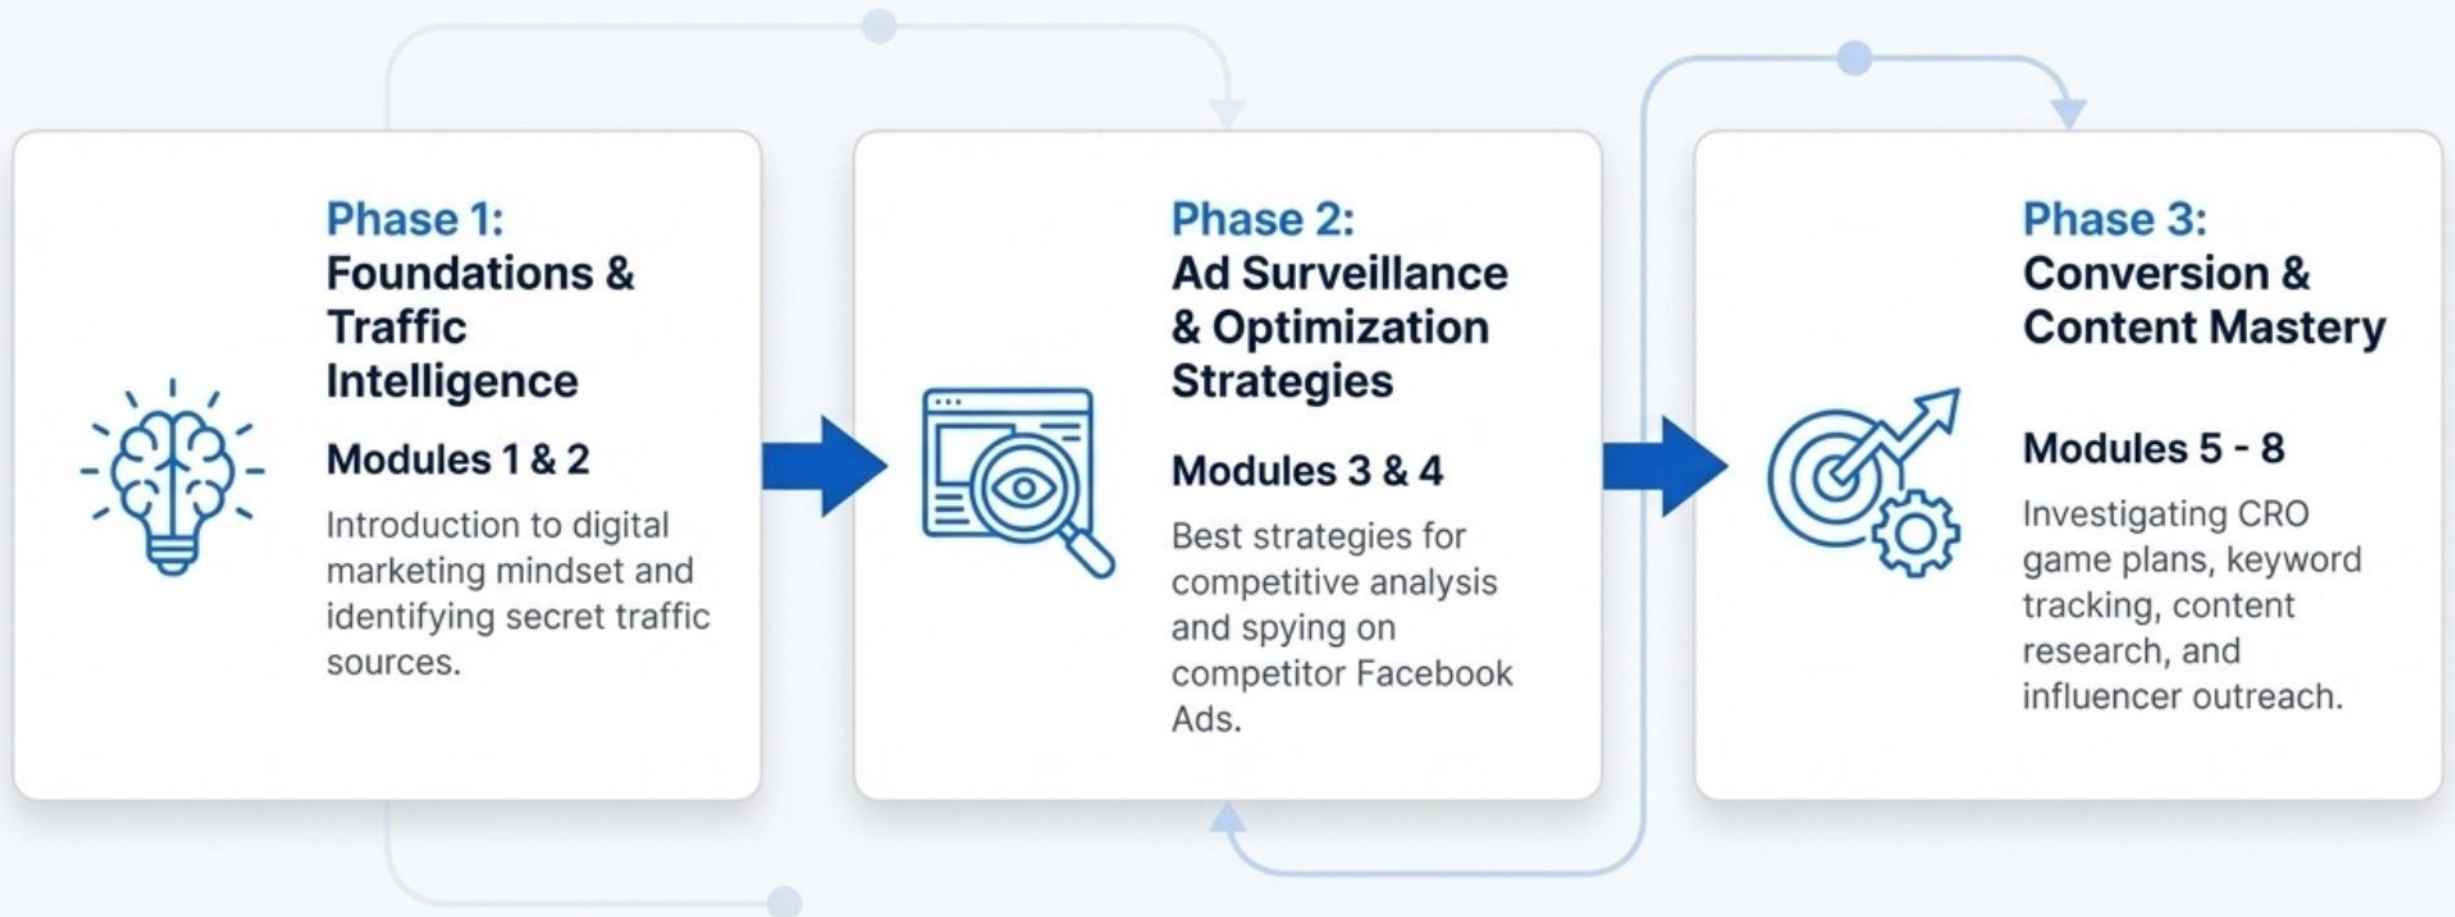 Phase 1:
Foundations &
Traffic
Intelligence
Modules 1 & 2
Introduction to digital
marketing mindset and
identifying secret traffic
sources.
Phase 2:
Ad Surveillance
& Optimization
Strategies
Modules 3 & 4
Best strategies for
competitive analysis
and spying on
competitor Facebook
Ads.
Phase 3:
Conversion &
Content Mastery
Modules 5 - 8
Investigating CRO
game plans, keyword
tracking, content
research, and
influencer outreach.